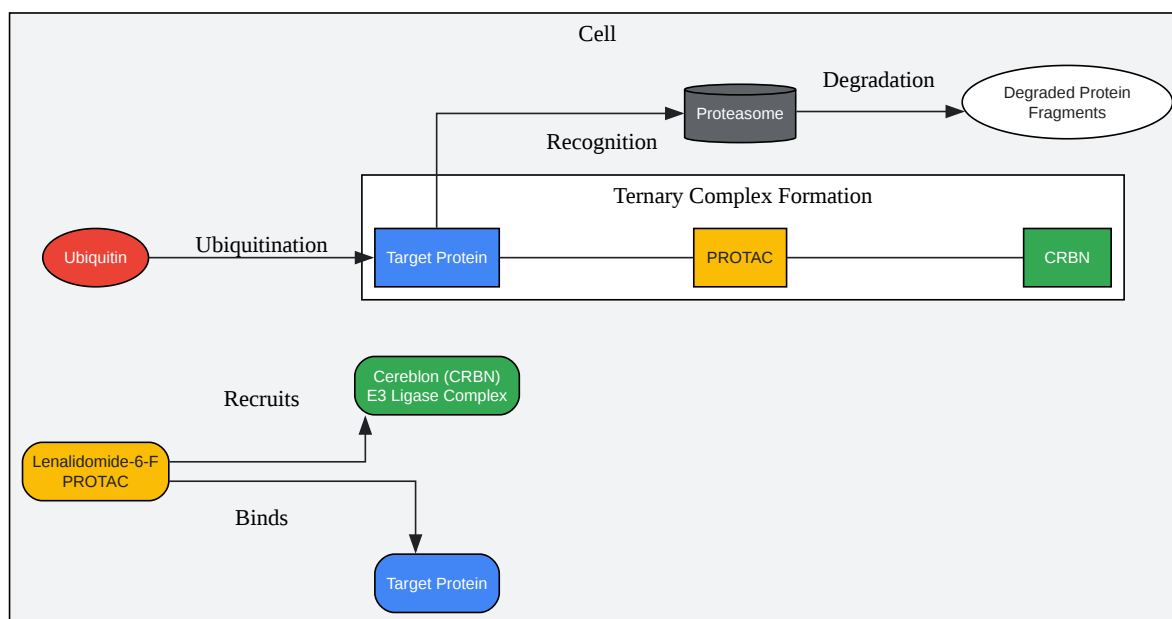 Cell
Degradation
Degraded Protein
Fragments
Proteasome
Recognition
Ternary Complex Formation
Ubiquitin
Ubiquitination
Target Protein
PROTAC
CRBN
Cereblon (CRBN)
E3 Ligase Complex
Recruits
Lenalidomide-6-F
PROTAC
Binds
Target Protein